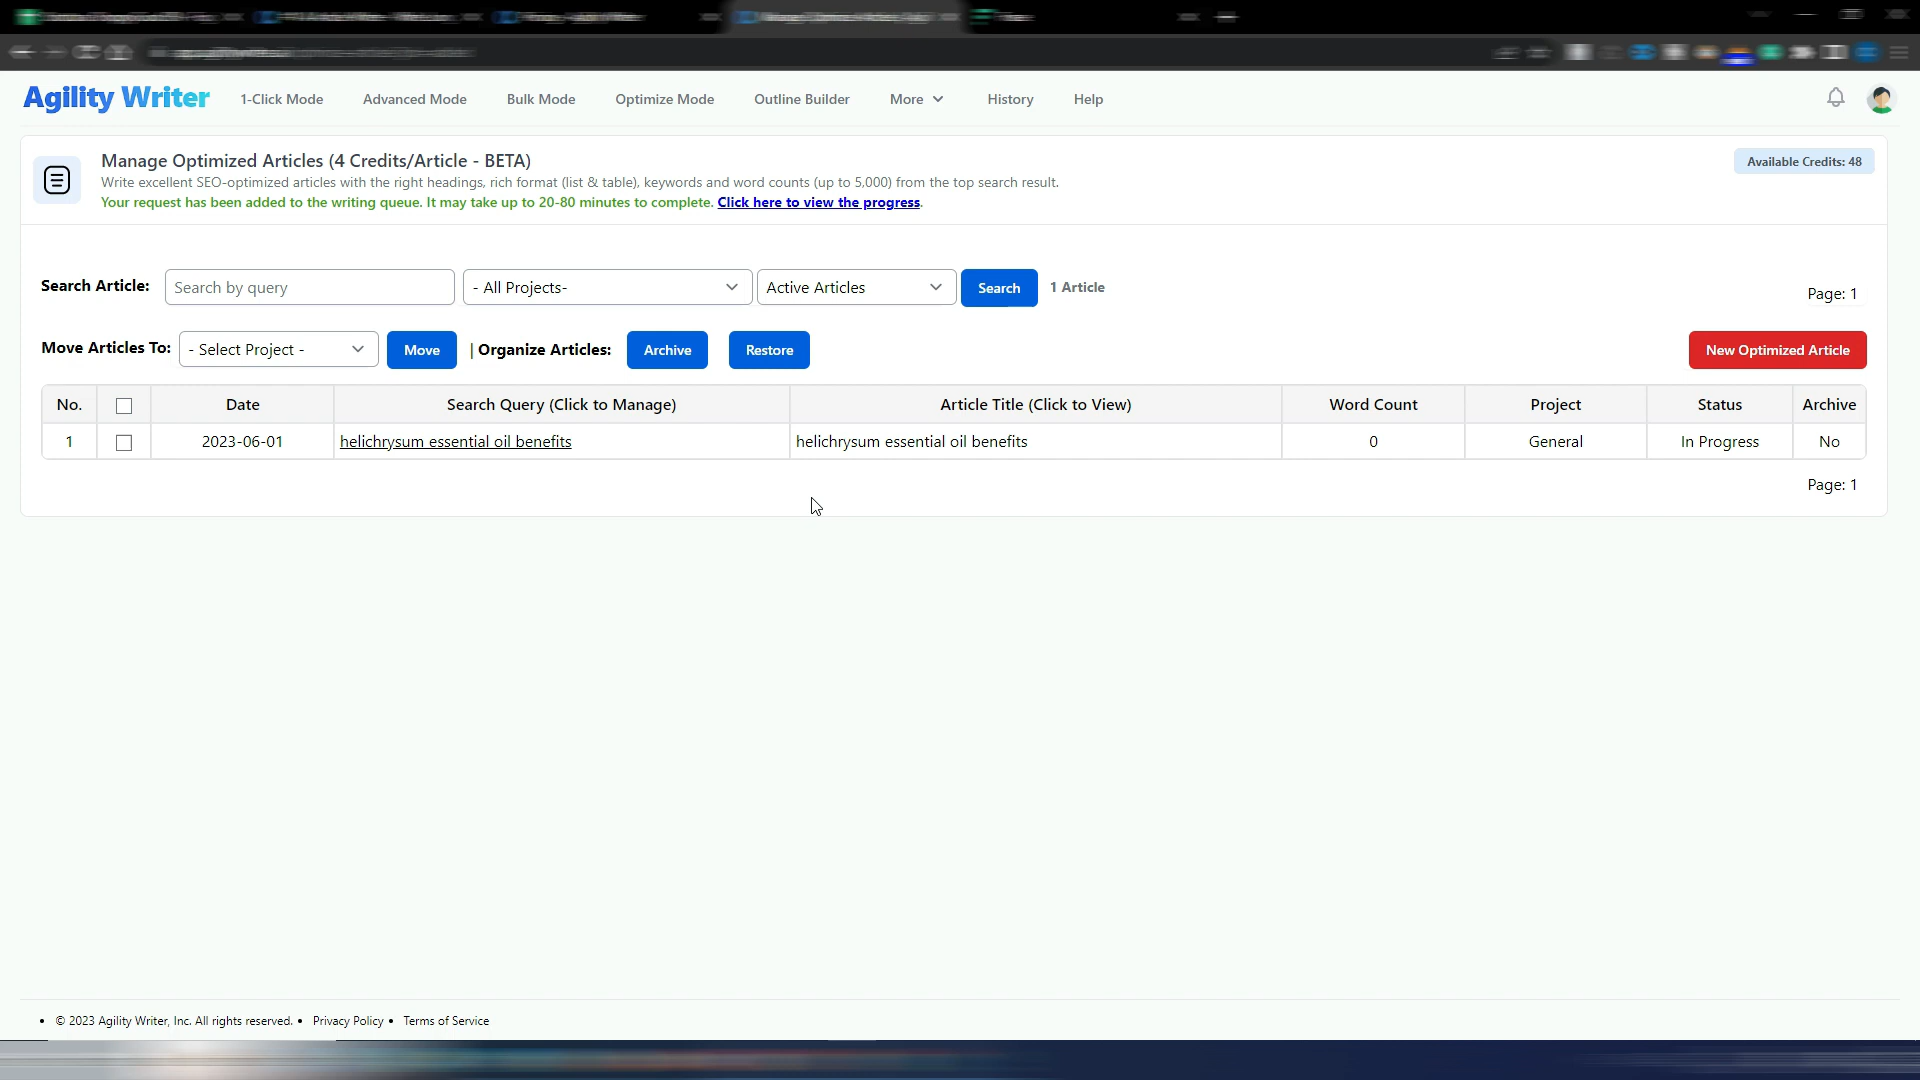 Agility Writer 1-Click Mode Advanced Mode Bulk Mode Optimize Mode Outline Builder More History Help
Manage Optimized Articles (4 Credits/Article - BETA)
Available Credits: 48
Write excellent SEO-optimized articles with the right headings, rich format (list & table), keywords and word counts (up to 5,000) from the top search result.
Your request has been added to the writing queue. It may take up to 20-80 minutes to complete. Click here to view the progress.
Search Article: Search by query - All Projects- Active Articles Search 1 Article
Page: 1
Move Articles To: - Select Project - Move | Organize Articles: Archive Restore New Optimized Article
No. Date Search Query (Click to Manage) Article Title (Click to View) Word Count Project Status Archive
1 2023-06-01 helichrysum essential oil benefits helichrysum essential oil benefits 0 General In Progress No
Page: 1
• © 2023 Agility Writer, Inc. All rights reserved. • Privacy Policy • Terms of Service